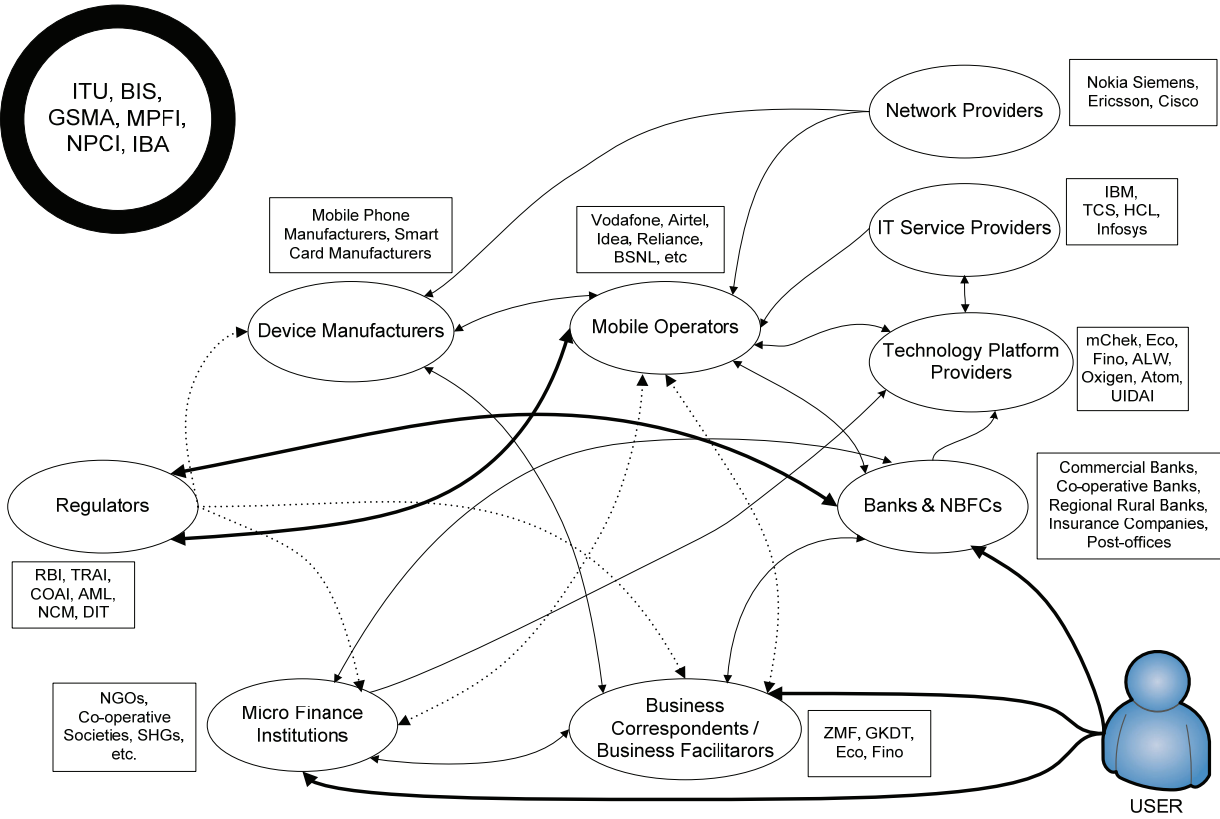 ITU, BIS,
GSMA, MPFI,
NPCI, IBA
Network Providers
Nokia Siemens,
Ericsson, Cisco
Mobile Phone
Manufacturers, Smart
Card Manufacturers
Vodafone, Airtel,
Idea, Reliance,
BSNL, etc
IT Service Providers
IBM,
TCS, HCL,
Infosys
Device Manufacturers
Mobile Operators
Technology Platform
Providers
mChek, Eco,
Fino, ALW,
Oxigen, Atom,
UIDAI
Regulators
Banks & NBFCs
Commercial Banks,
Co-operative Banks,
Regional Rural Banks,
Insurance Companies,
Post-offices
RBI, TRAI,
COAI, AML,
NCM, DIT
NGOs,
Co-operative
Societies, SHGs,
etc.
Micro Finance
Institutions
Business
Correspondents /
Business Facilitarors
ZMF, GKDT,
Eco, Fino
USER